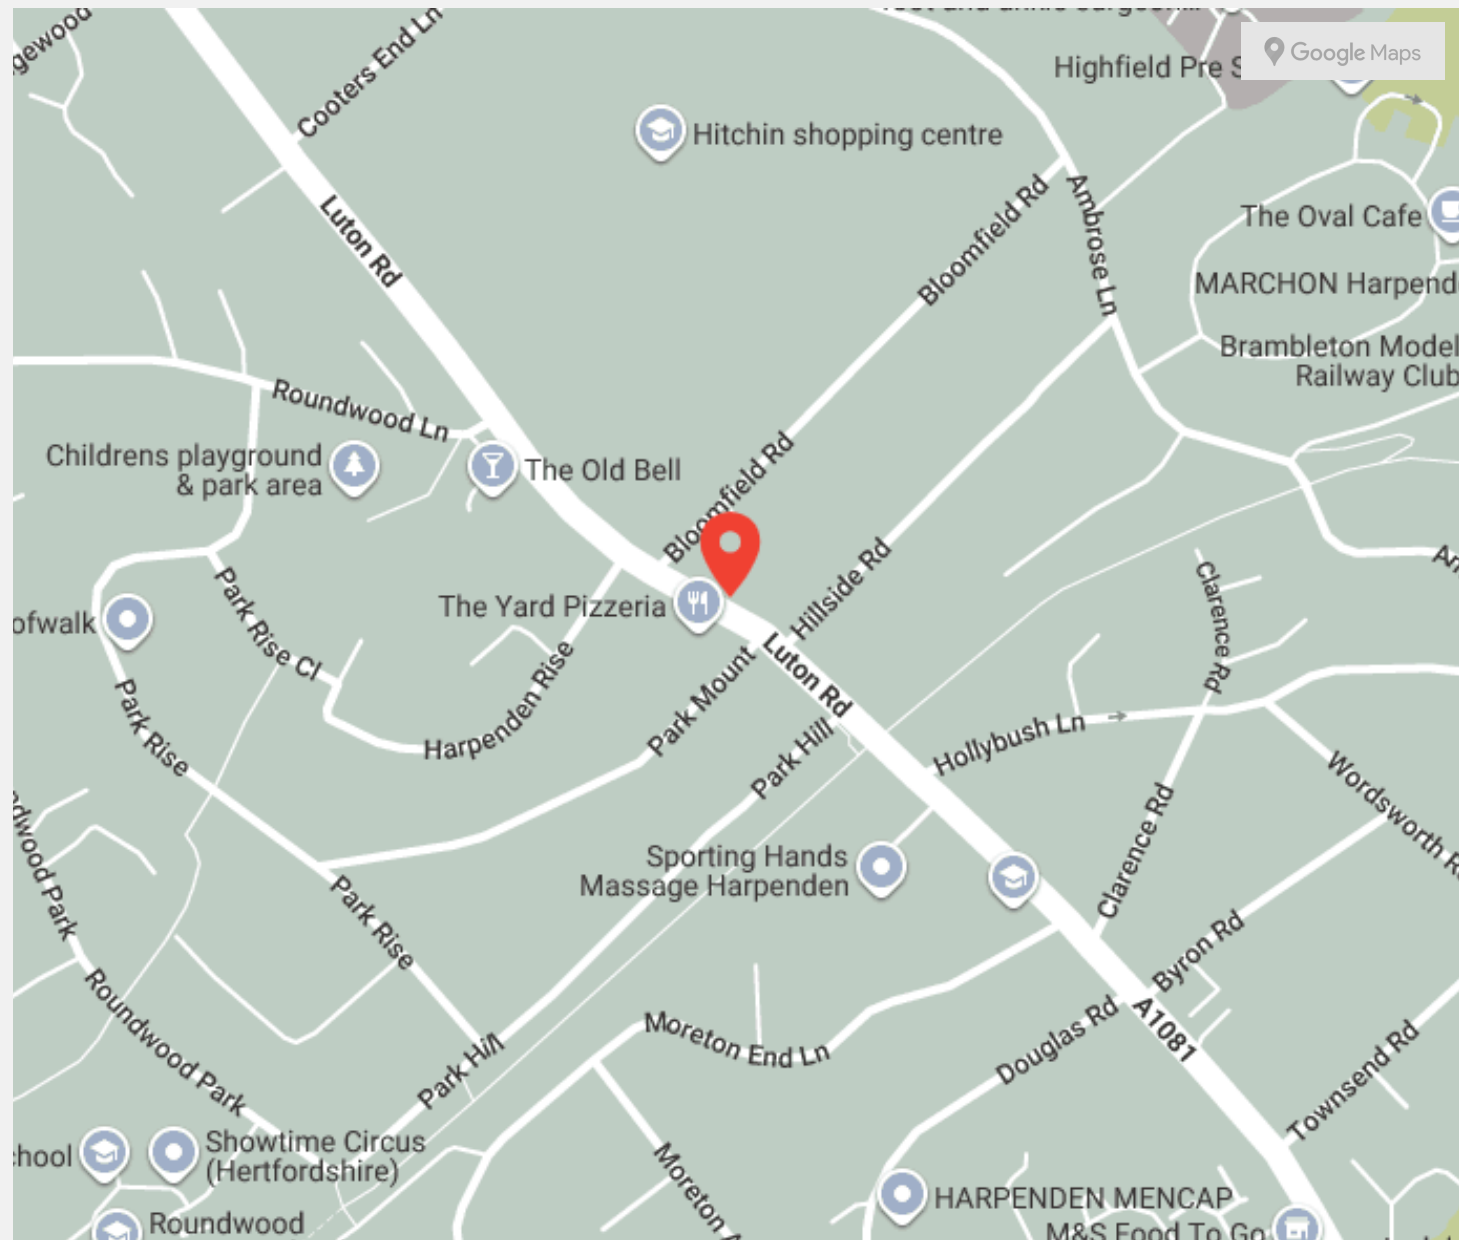 Cooters End Ln
Highfield Pre S
Google Maps
Hitchin shopping centre
Luton Rd
Bloomfield Rd
Ambrose Ln
The Oval Cafe
MARCHON Harpend
Brambleton Model
Railway Club
Roundwood Ln
Childrens playground
& park area
The Old Bell
Bloomfield Rd
Hillside Rd
The Yard Pizzeria
Clarence Rd
ofwalk
Park Rise Cl
Harpenden Rise
Park Mount
Luton Rd
Park Rise
Park Hill
Hollybush Ln
Wordsworth R
Clarence Rd
Sporting Hands
Massage Harpenden
dwood Park
Park Rise
Byron Rd
Roundwood Park
Moreton End Ln
Douglas Rd
A1081
Park Hill
Townsend Rd
hool
Showtime Circus
(Hertfordshire)
Moreton A
HARPENDEN MENCAP
Roundwood
M&S Food To Go